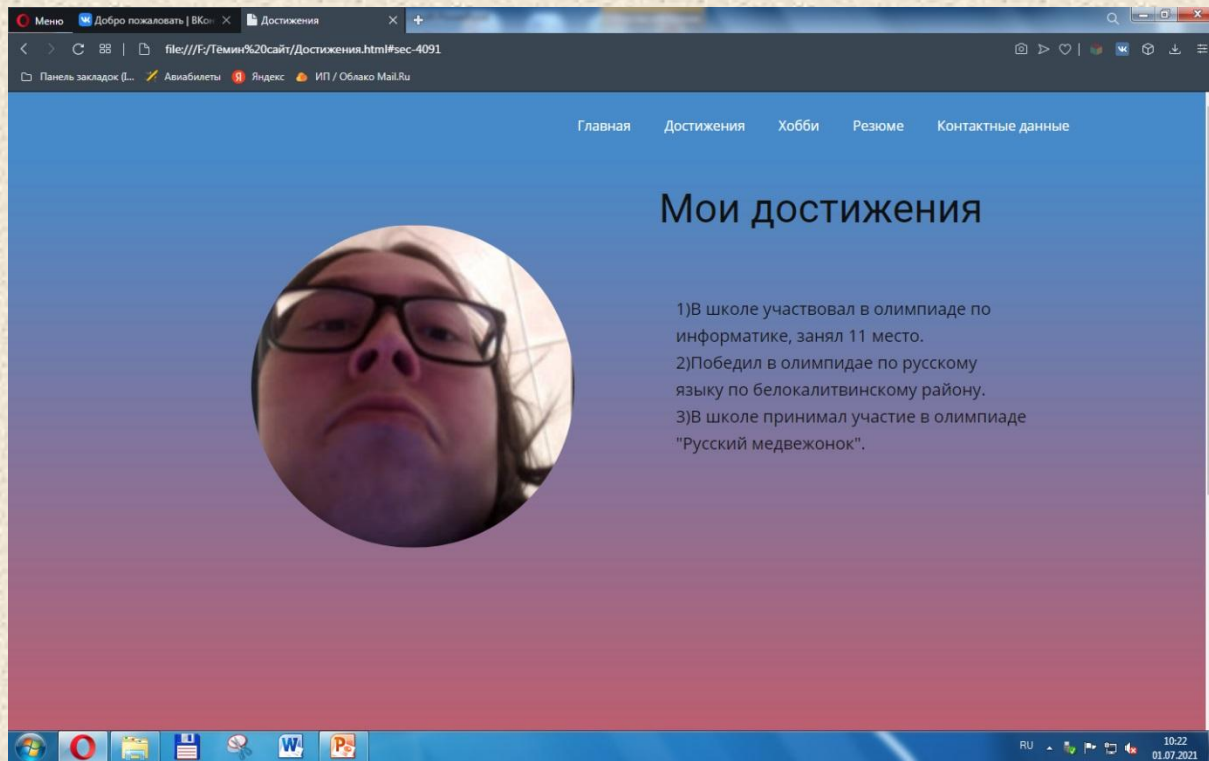 Меню
Добро пожаловать | ВКон
Достижения
file:///F:/Тёмин%20сайт/Достижения.html#sec-4091
Панель закладок (I...
Авиабилеты
Яндекс
ИП / Облако Mail.Ru
Главная Достижения Хобби Резюме Контактные данные
Мои достижения
1)В школе участвовал в олимпиаде по
информатике, занял 11 место.
2)Победил в олимпидае по русскому
языку по белокалитвинскому району.
3)В школе принимал участие в олимпиаде
"Русский медвежонок".
RU
10:22
01.07.2021